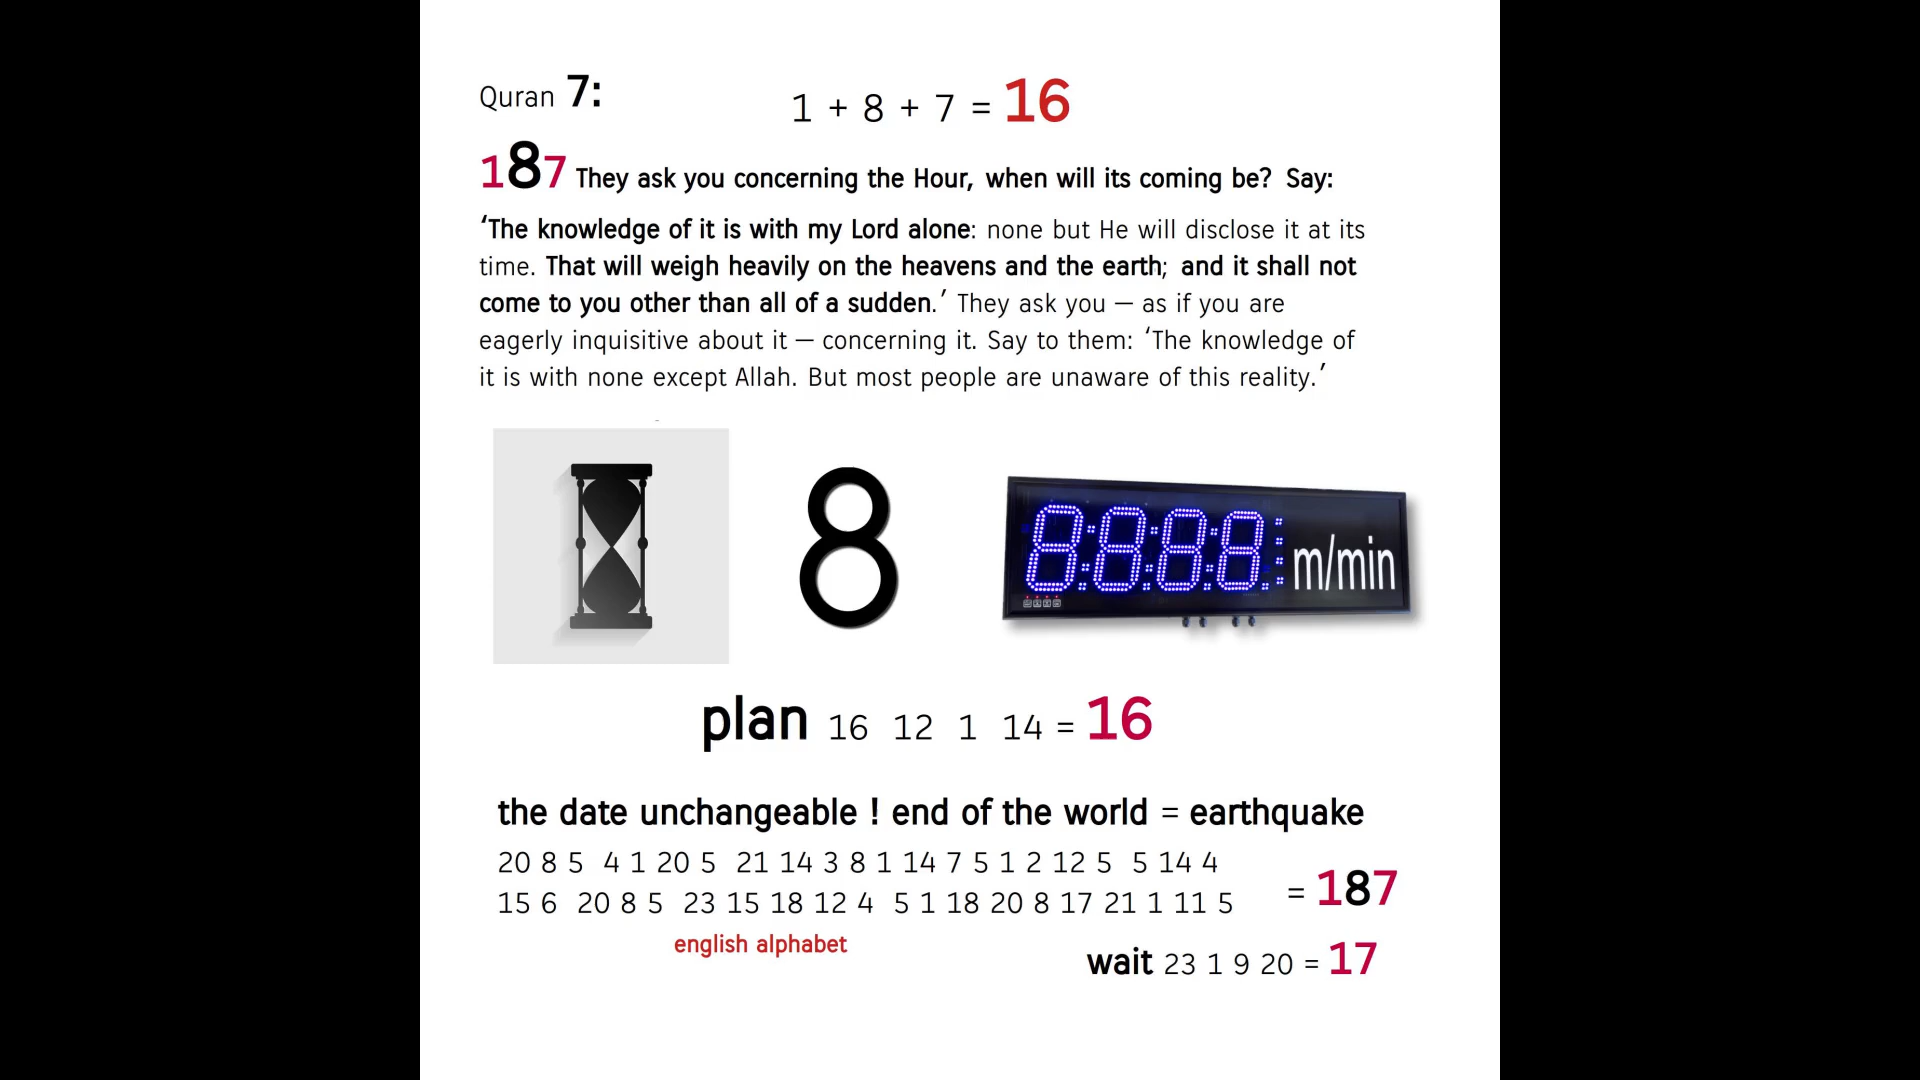 Quran 7:
1 + 8 + 7 = 16
187 They ask you concerning the Hour, when will its coming be? Say:
‘The knowledge of it is with my Lord alone: none but He will disclose it at its
time. That will weigh heavily on the heavens and the earth; and it shall not
come to you other than all of a sudden.’ They ask you — as if you are
eagerly inquisitive about it — concerning it. Say to them: ‘The knowledge of
it is with none except Allah. But most people are unaware of this reality.’
8
8:8:8:8: m/min
plan 16 12 1 14 = 16
the date unchangeable ! end of the world = earthquake
20 8 5 4 1 20 5 21 14 3 8 1 14 7 5 1 2 12 5 5 14 4
15 6 20 8 5 23 15 18 12 4 5 1 18 20 8 17 21 1 11 5
= 187
english alphabet
wait 23 1 9 20 = 17